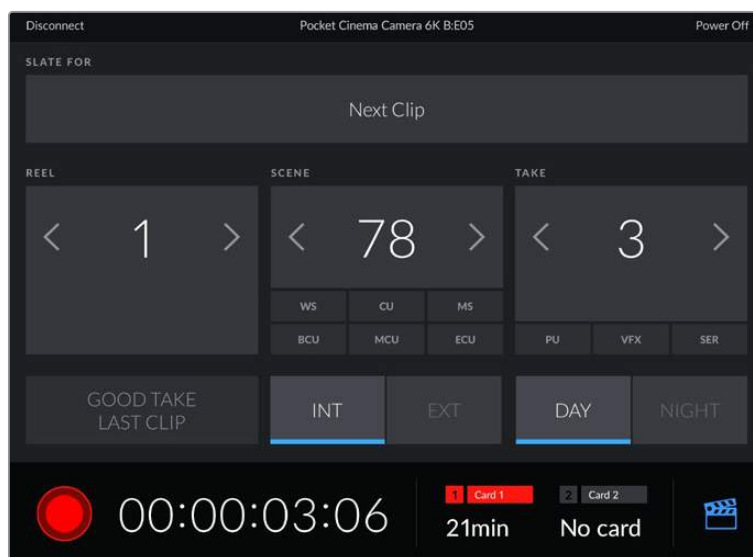 Disconnect Pocket Cinema Camera 6K B:E05 Power Off
SLATE FOR
Next Clip
REEL SCENE TAKE
< 1 > < 78 > < 3 >
WS CU MS
BCU MCU ECU PU VFX SER
GOOD TAKE
LAST CLIP
INT EXT DAY NIGHT
00:00:03:06
1 Card 1 2 Card 2
21min No card